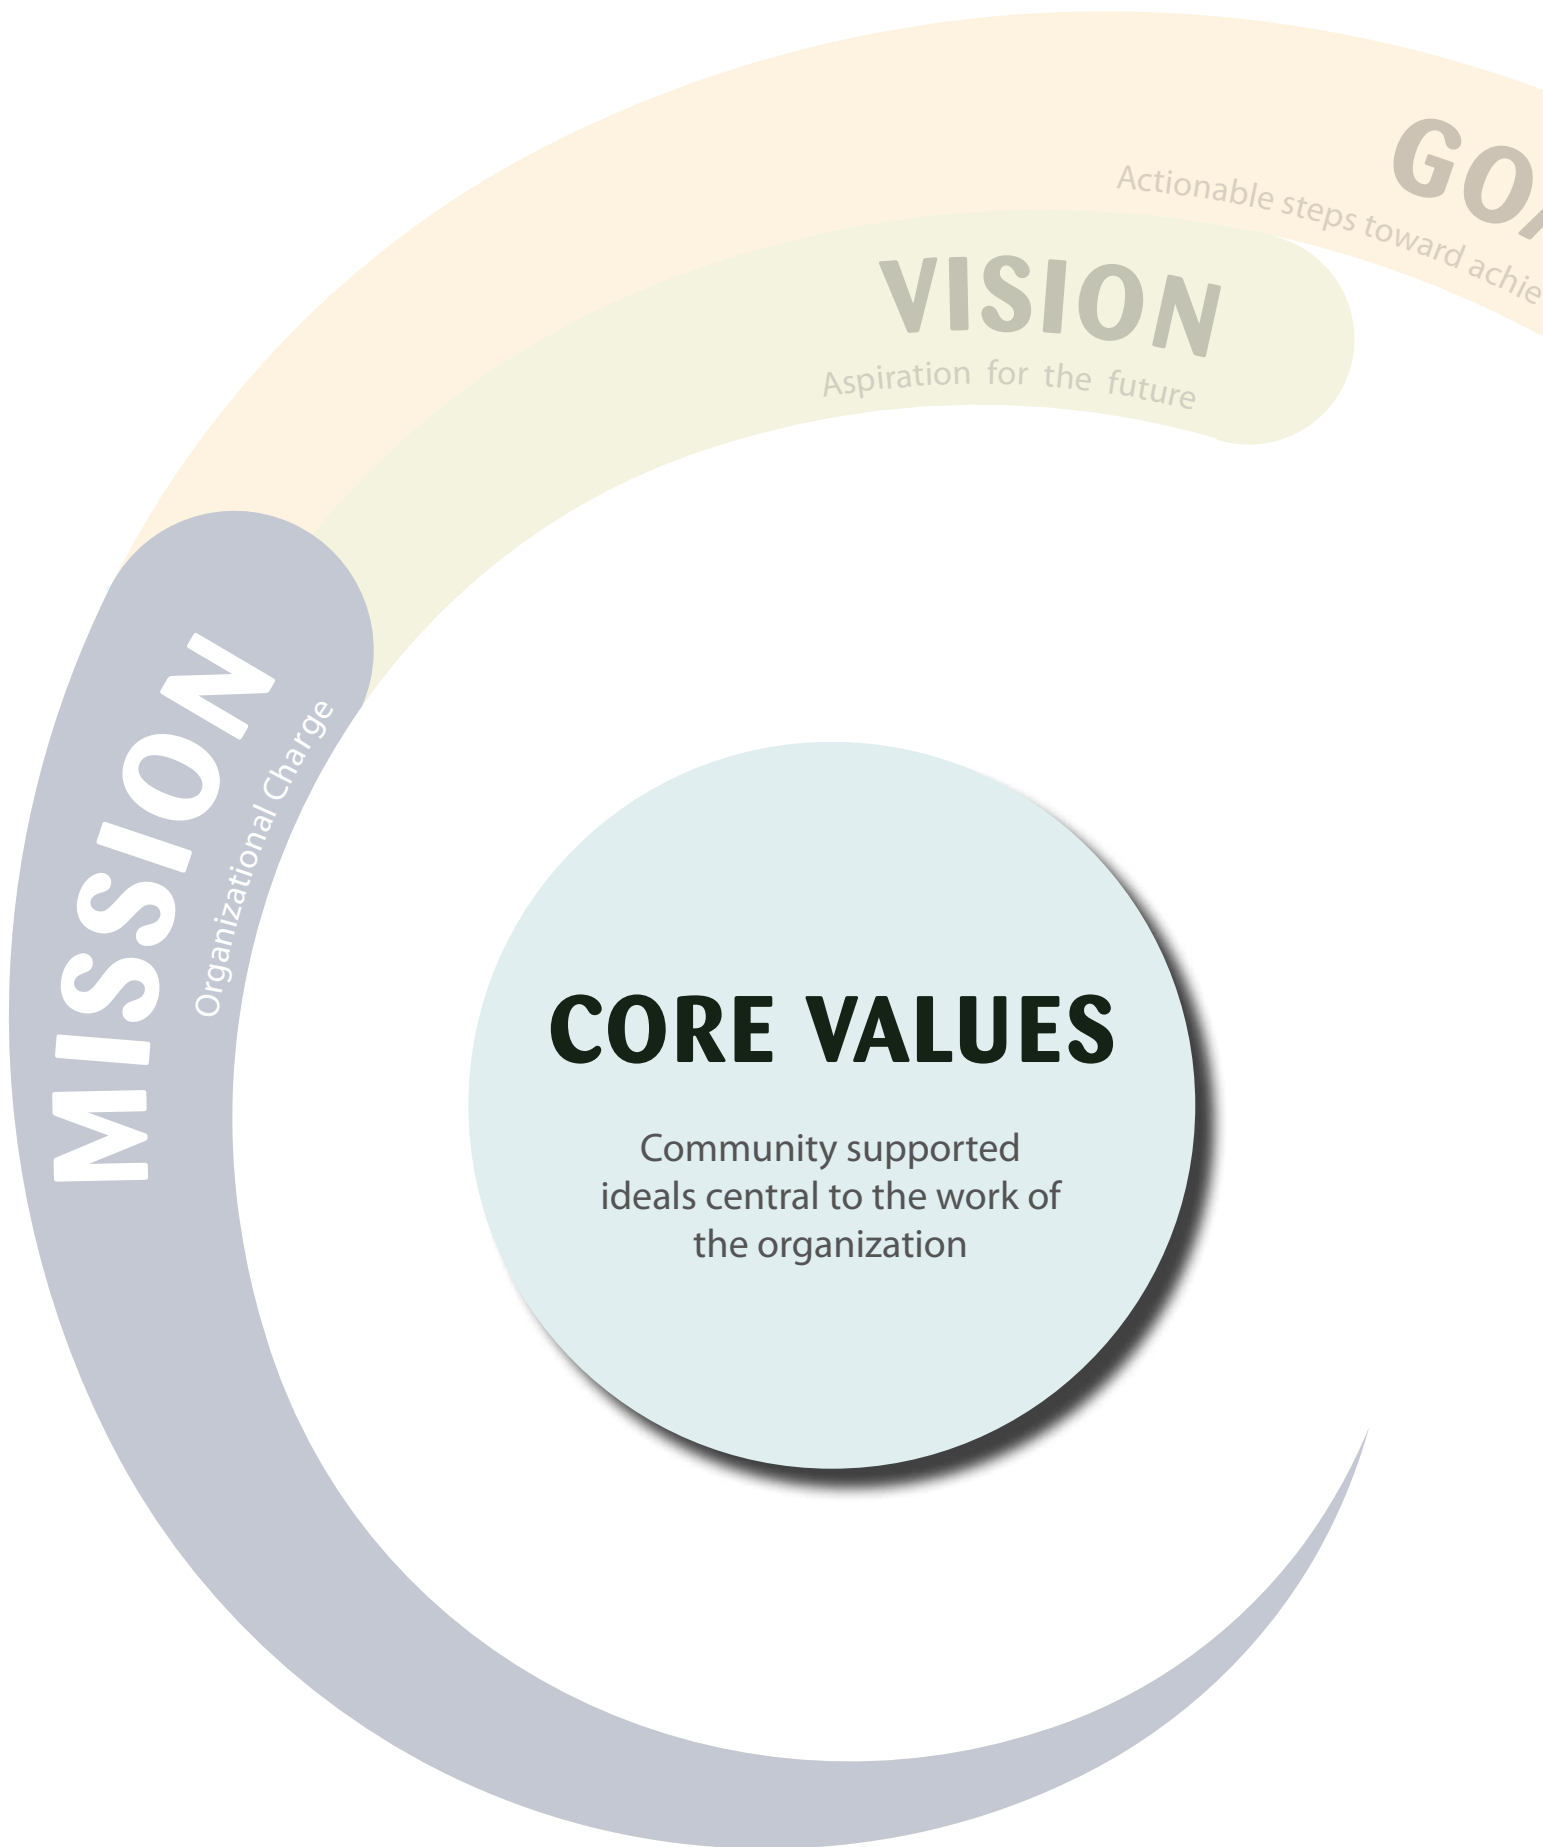 GOA
Actionable steps toward achie
VISION
Aspiration for the future
MISSION
Organizational Charge
CORE VALUES
Community supported
ideals central to the work of
the organization